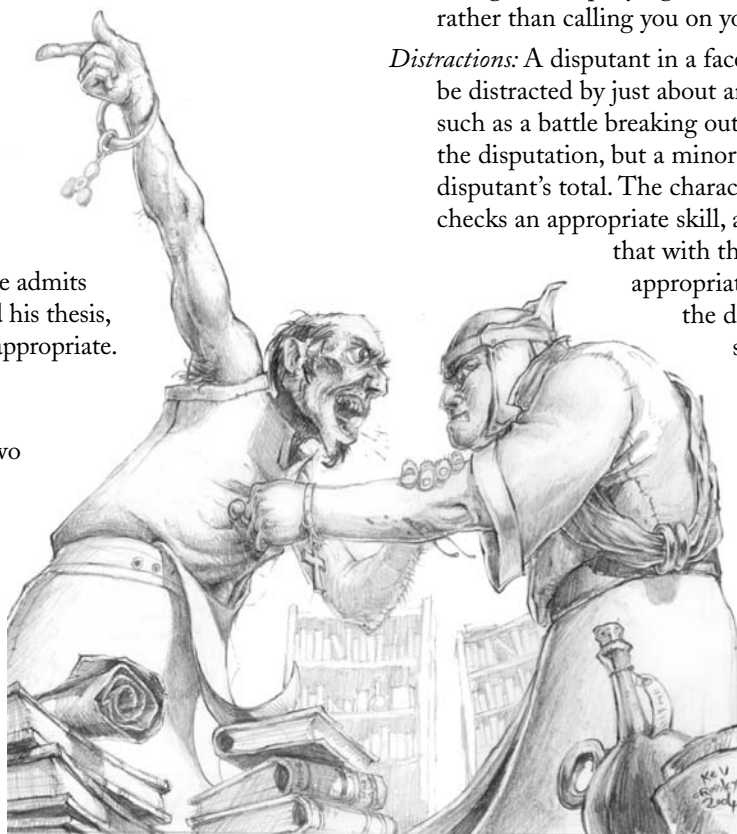 e admits
his thesis,
appropriate.
wo
rather than calling you on yo
Distractions: A disputant in a face
be distracted by just about an
such as a battle breaking out
the disputation, but a minor
disputant's total. The charac
checks an appropriate skill, a
that with th
appropriat
the d
s
KEV
2004